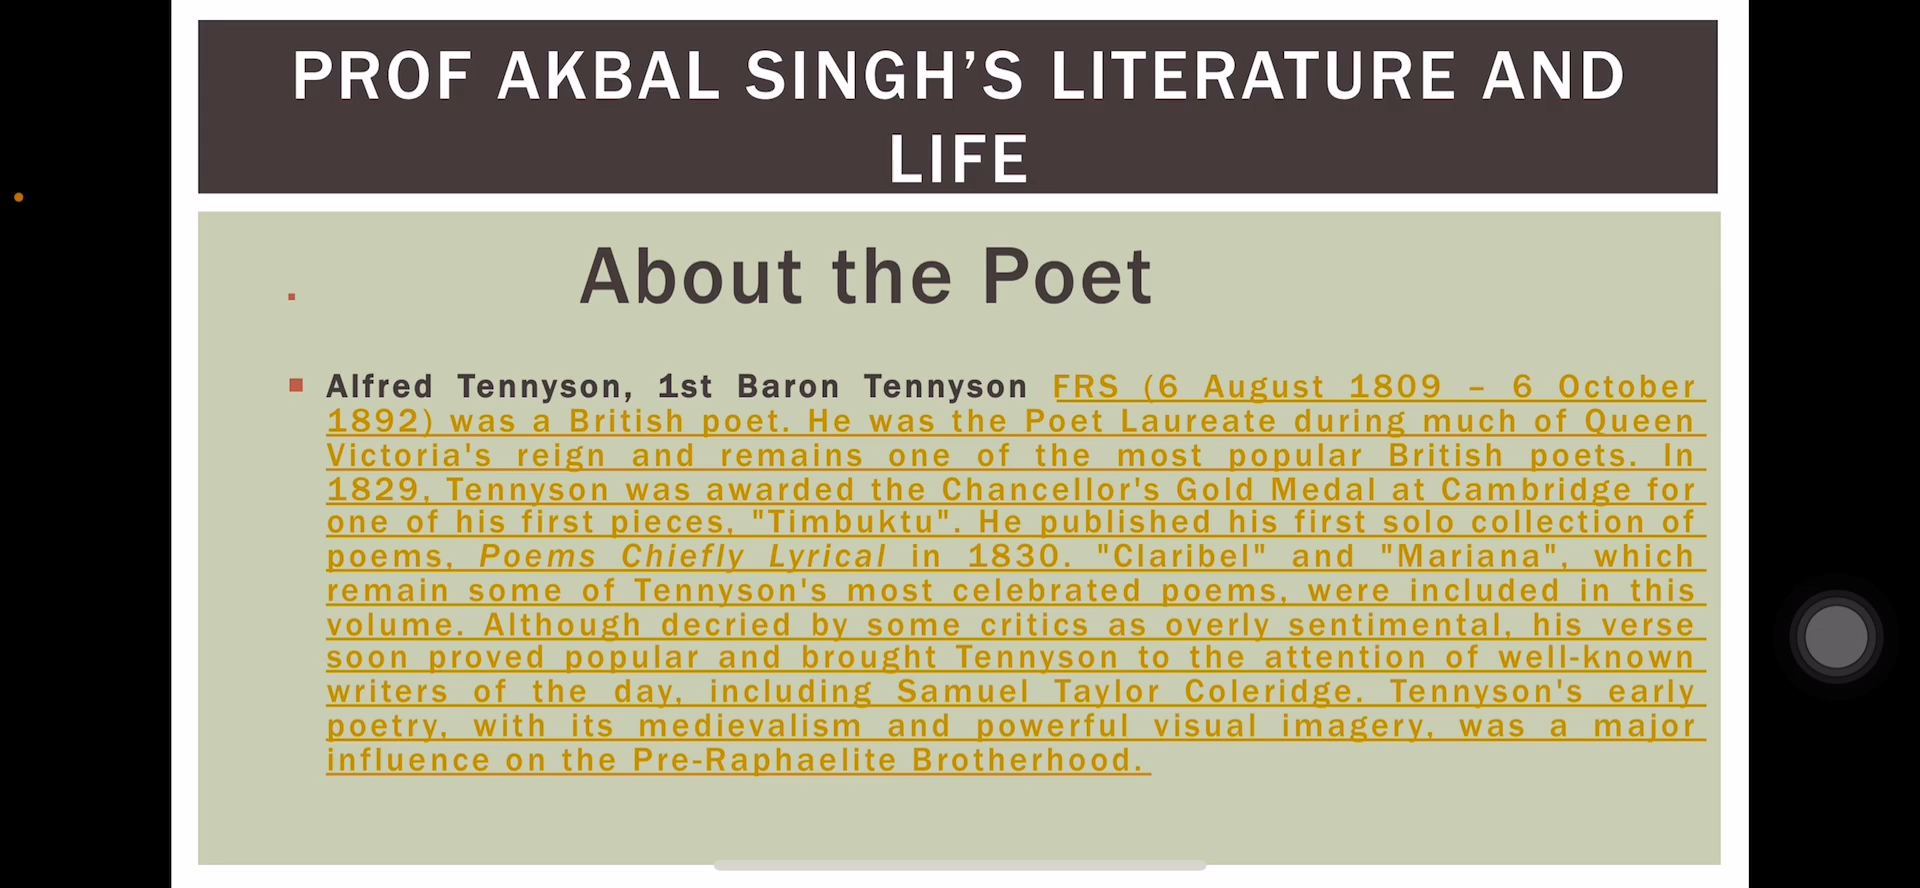 PROF AKBAL SINGH’S LITERATURE AND
LIFE
About the Poet
Alfred Tennyson, 1st Baron Tennyson FRS (6 August 1809 – 6 October
1892) was a British poet. He was the Poet Laureate during much of Queen
Victoria's reign and remains one of the most popular British poets. In
1829, Tennyson was awarded the Chancellor's Gold Medal at Cambridge for
one of his first pieces, "Timbuktu". He published his first solo collection of
poems, Poems Chiefly Lyrical in 1830. "Claribel" and "Mariana", which
remain some of Tennyson's most celebrated poems, were included in this
volume. Although decried by some critics as overly sentimental, his verse
soon proved popular and brought Tennyson to the attention of well-known
writers of the day, including Samuel Taylor Coleridge. Tennyson's early
poetry, with its medievalism and powerful visual imagery, was a major
influence on the Pre-Raphaelite Brotherhood.